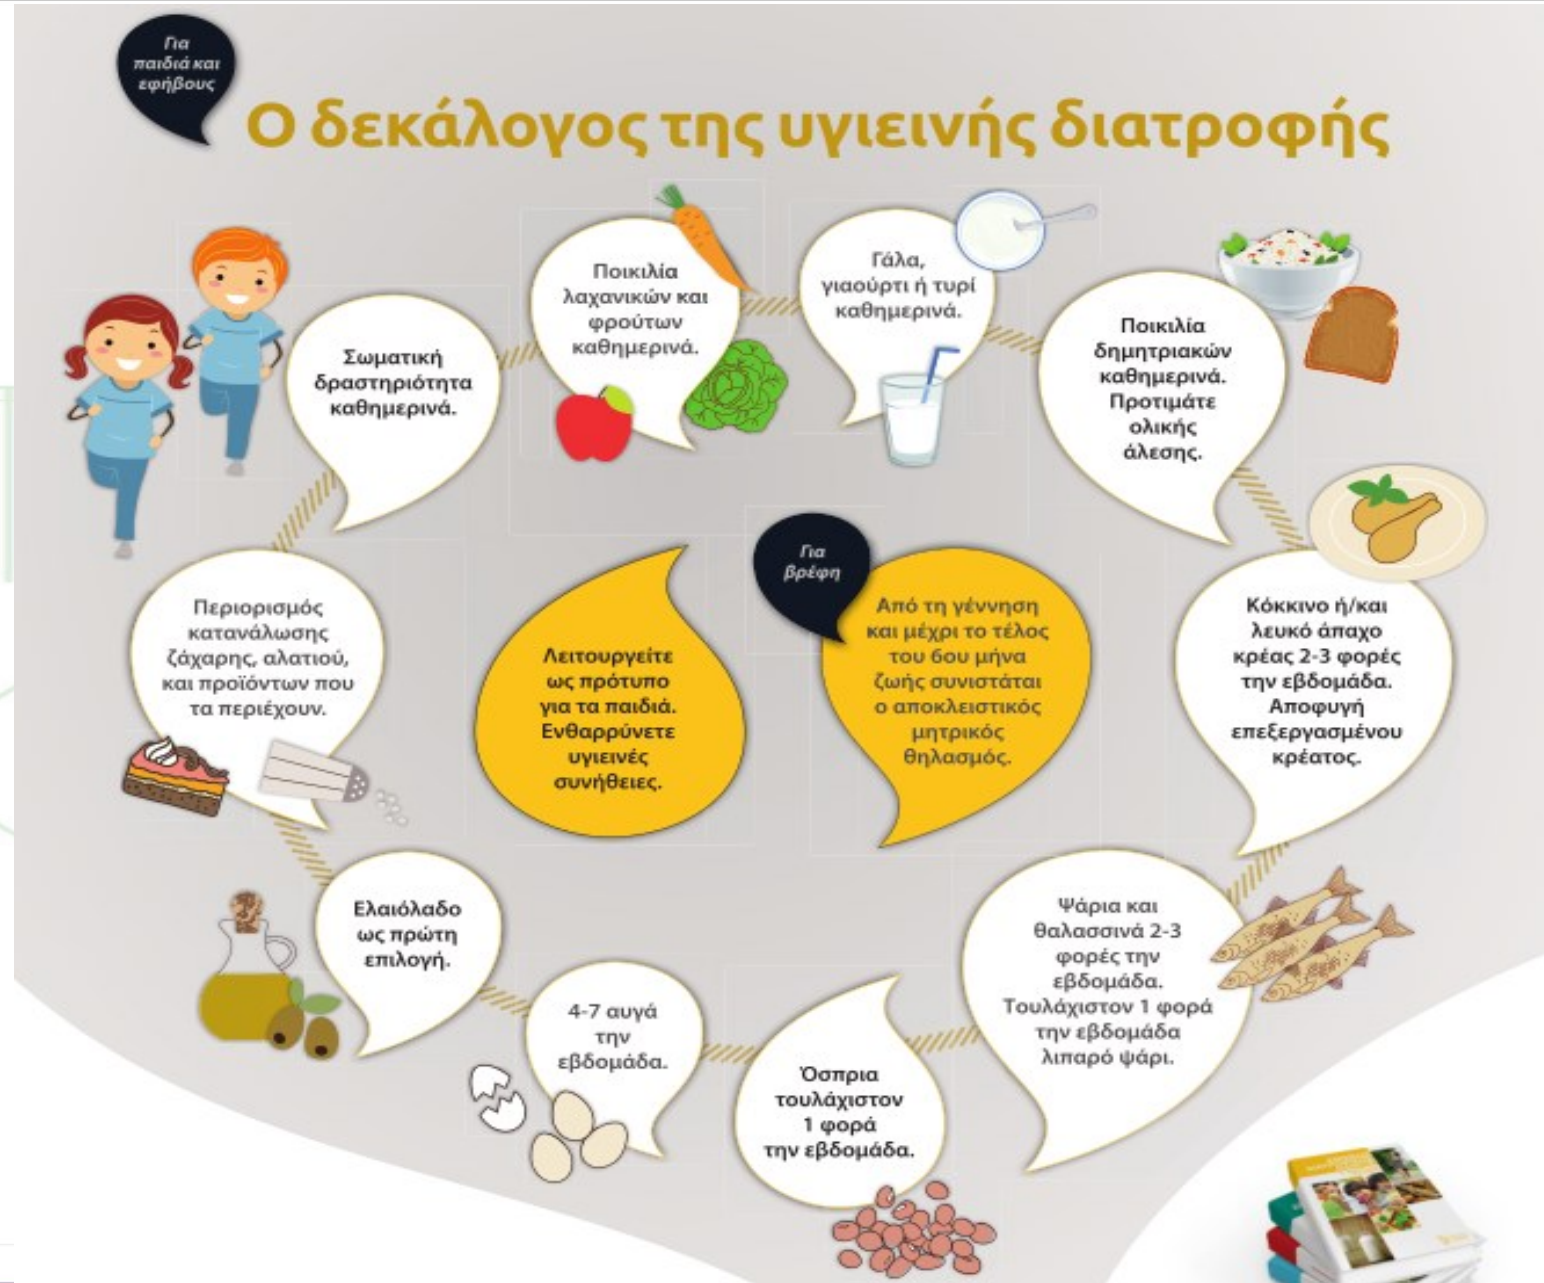 Για
παιδιά και
εφήβους
Ο δεκάλογος της υγιεινής διατροφής
Σωματική
δραστηριότητα
καθημερινά.
Ποικιλία
λαχανικών και
φρούτων
καθημερινά.
Γάλα,
γιαούρτι ή τυρί
καθημερινά.
Ποικιλία
δημητριακών
καθημερινά.
Προτιμάτε
ολικής
άλεσης.
Κόκκινο ή/και
λευκό άπαχο
κρέας 2-3 φορές
την εβδομάδα.
Αποφυγή
επεξεργασμένου
κρέατος.
Ψάρια και
θαλασσινά 2-3
φορές την
εβδομάδα.
Τουλάχιστον 1 φορά
την εβδομάδα
λιπαρό ψάρι.
Όσπρια
τουλάχιστον
1 φορά
την εβδομάδα.
4-7 αυγά
την
εβδομάδα.
Ελαιόλαδο
ως πρώτη
επιλογή.
Περιορισμός
κατανάλωσης
ζάχαρης, αλατιού,
και προϊόντων που
τα περιέχουν.
Λειτουργείτε
ως πρότυπο
για τα παιδιά.
Ενθαρρύνετε
υγιεινές
συνήθειες.
Για
βρέφη
Από τη γέννηση
και μέχρι το τέλος
του 6ου μήνα
ζωής συνιστάται
ο αποκλειστικός
μητρικός
θηλασμός.